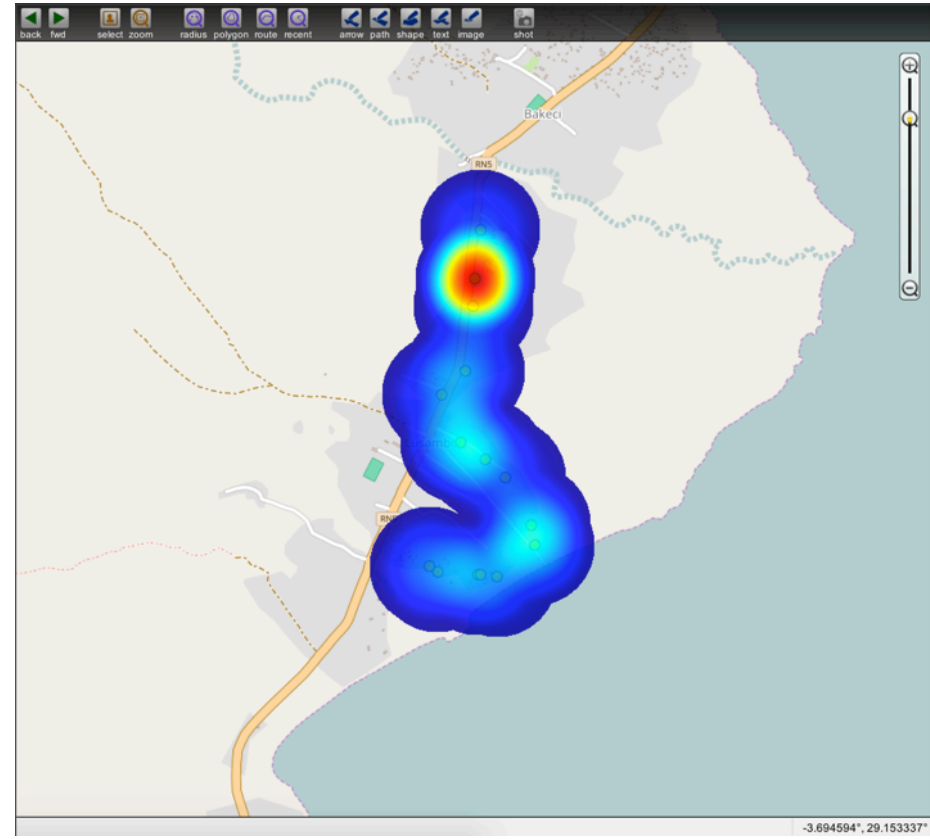 back fwd select zoom radius polygon route recent arrow path shape text image shot
Bakeci
RN5
-3.694594°, 29.153337°